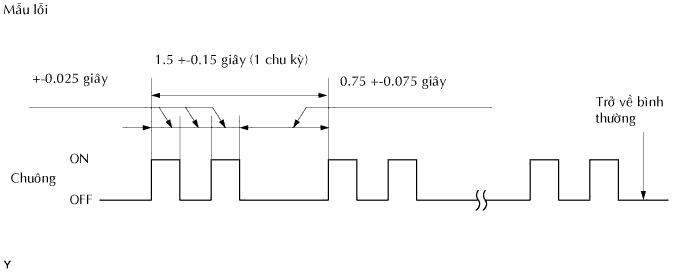 Mẫu lỗi
1.5 +-0.15 giây (1 chu kỳ)
+-0.025 giây
0.75 +-0.075 giây
Trở về bình
thường
ON
Chuông
OFF
Y